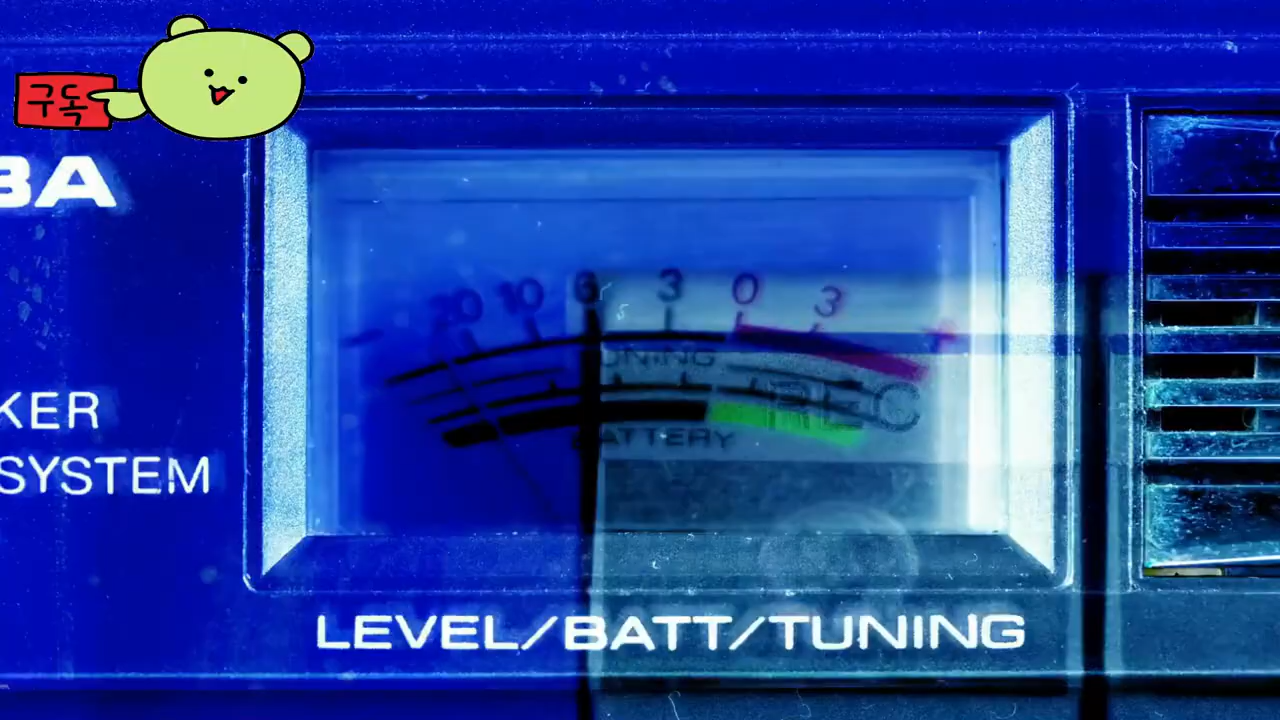 구독
BA
20 10 6 3 0 3 +
TUNING
REC
BATTERY
KER
SYSTEM
LEVEL/BATT/TUNING